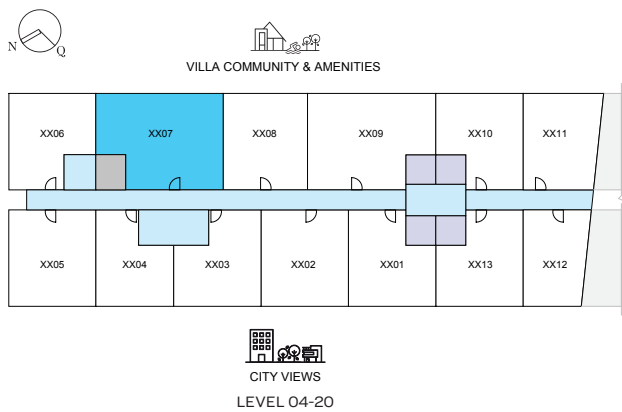 N
Q
VILLA COMMUNITY & AMENITIES
XX06 XX07 XX08 XX09 XX10 XX11
XX05 XX04 XX03 XX02 XX01 XX13 XX12
CITY VIEWS
LEVEL 04-20